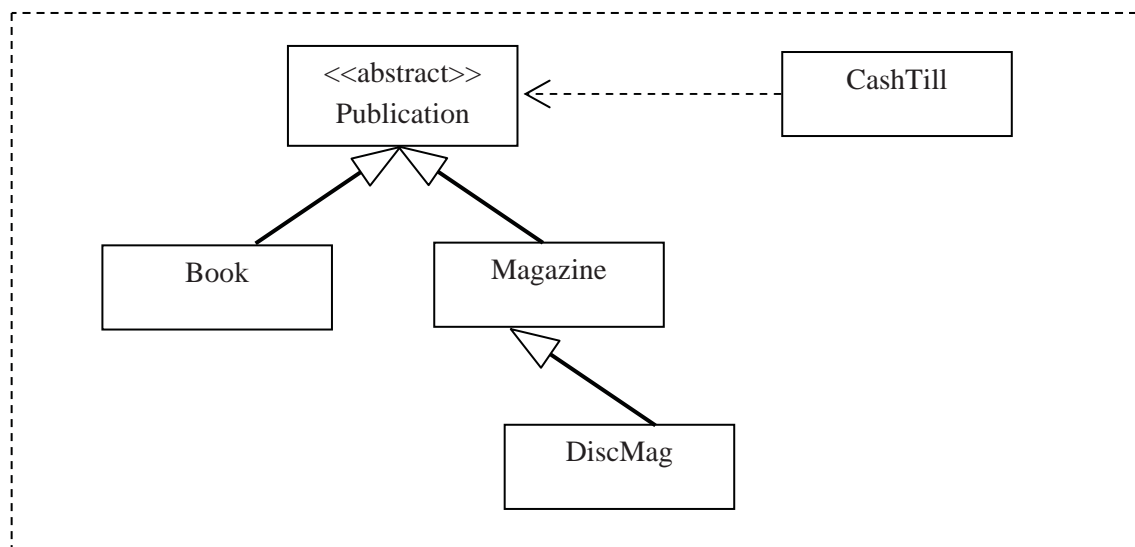 <<abstract>>
Publication
CashTill
Book
Magazine
DiscMag